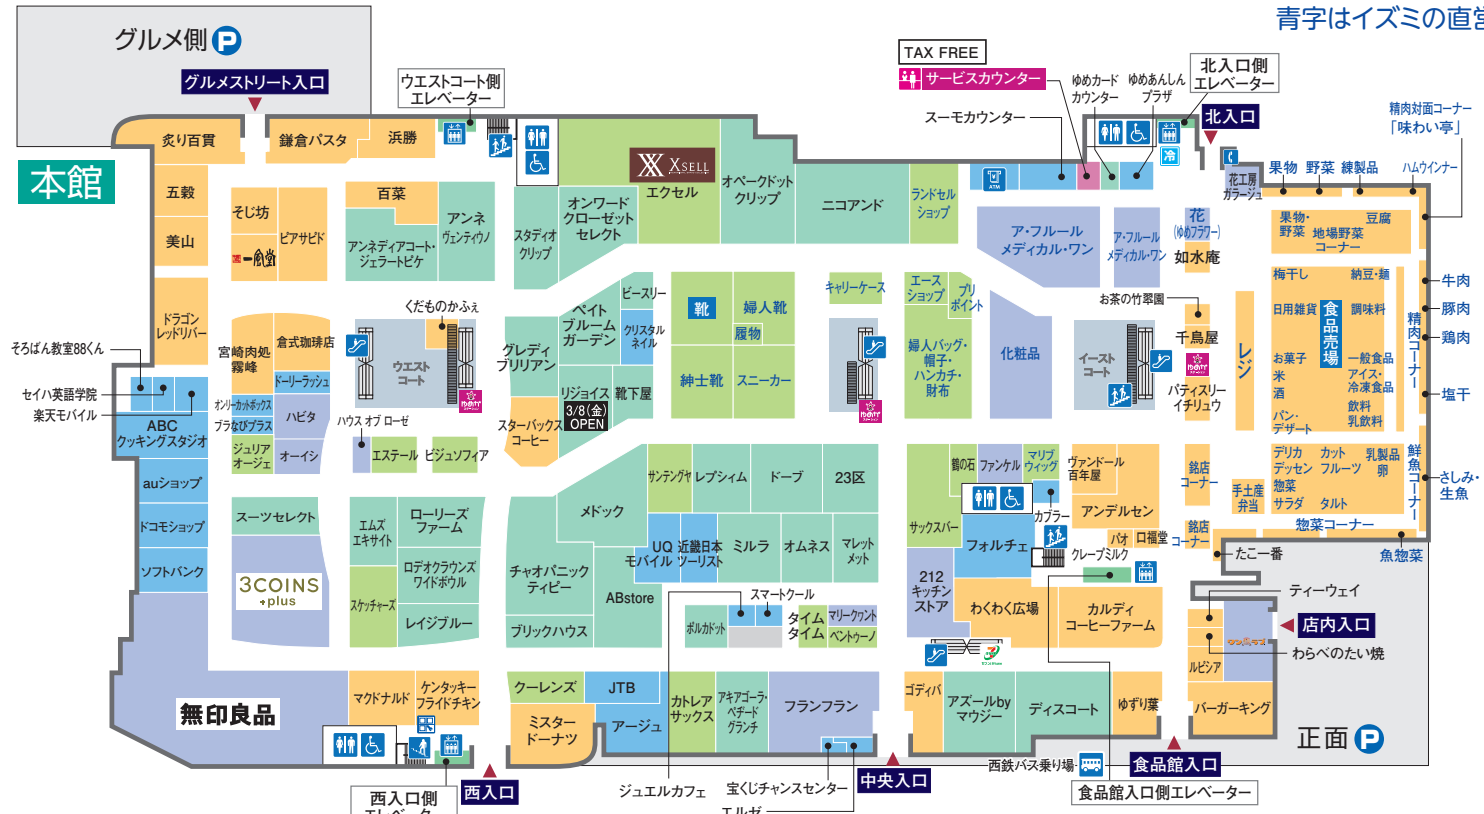 青字はイズミの直営
グルメ側 P
グルメストリート入口
ウエストコート側
エレベーター
TAX FREE
サービスカウンター
ゆめカード
カウンター
ゆめあんしん
プラザ
北入口側
エレベーター
北入口
スーモカウンター
精肉対面コーナー
「味わい亭」
本館
炙り百貫
鎌倉パスタ
浜勝
XSELL
エクセル
オペークドット
クリップ
ニコアンド
ランドセル
ショップ
ATM
冷
花工房
ガラージュ
果物
野菜
練製品
ハムウインナー
五穀
美山
そじ坊
一風堂
ピアサピド
百菜
アンネディアコート・
ジェラートピケ
アンネ
ヴェンティウノ
スタディオ
クリップ
オンワード
クローゼット
セレクト
ア・フルール
メディカル・ワン
ア・フルール
メディカル・ワン
花
(ゆめフラワー)
如水庵
果物・
野菜
地場野菜
コーナー
豆腐
ドラゴン
レッドリバー
くだものかふぇ
ベイト
ブルーム
ガーデン
ビースリー
クリスタル
ネイル
靴
婦人靴
履物
紳士靴
スニーカー
キャリーケース
エース
ショップ
プリ
ポイント
婦人バッグ・
帽子・
ハンカチ・
財布
化粧品
お茶の竹翠園
千鳥屋
パティスリー
イチリュウ
イースト
コート
レジ
梅干し
納豆・麺
日用雑貨
食品売場
調味料
お菓子
米
酒
パン・
デザート
一般食品
アイス・
冷凍食品
飲料
乳飲料
精肉コーナー
牛肉
豚肉
鶏肉
塩干
そろばん教室88くん
セイハ英語学院
楽天モバイル
宮崎肉処
霧峰
倉式珈琲店
ドーリーラッシュ
オンリーカットボックス
ブラなびプラス
ハピタ
ジュリア
オージェ
オーイシ
ウエスト
コート
グレディ
ブリリアン
リジョイス
3/8(金)
OPEN
靴下屋
スターバックス
コーヒー
ABC
クッキングスタジオ
ハウス オブ ローゼ
エステール
ビジュソフィア
auショップ
ドコモショップ
ソフトバンク
スーツセレクト
3COINS
+plus
エムズ
エキサイト
ローリーズ
ファーム
ロデオクラウンズ
ワイドボウル
スケッチャーズ
レイジブルー
メドック
チャオパニック
ティピー
ABstore
ブリックハウス
サンテンゲヤ
レプシィム
ドーブ
23区
UQ
モバイル
近畿日本
ツーリスト
ミルラ
オムネス
マレット
メット
スマートクール
ポルカドット
タイム
タイム
マリークヮント
ベントゥーノ
鶴の石
ファンケル
マリブ
ウィッグ
カプラー
サックスバー
フォルチェ
212
キッチン
ストア
わくわく広場
カルディ
コーヒーファーム
ヴァンドール
百年屋
アンデルセン
パオ
口福堂
クレープミルク
銘店
コーナー
銘店
コーナー
手土産
弁当
デリカ
デッセン
惣菜
サラダ
カット
フルーツ
タルト
乳製品
卵
鮮魚コーナー
さしみ・
生魚
惣菜コーナー
魚惣菜
たこ一番
ティーウェイ
店内入口
わらべのたい焼
ルピシア
バーガーキング
無印良品
マクドナルド
ケンタッキー
フライドチキン
クーレンズ
JTB
ミスター
ドーナツ
アージュ
カトレア
サックス
アキアゴーラ・
ペデード
グランチ
フランフラン
ゴディバ
アズールby
マウジー
ディスコート
ゆずり葉
正面 P
西入口側
エレベーター
西入口
ジュエルカフェ
宝くじチャンスセンター
エルゼ
中央入口
西鉄バス乗り場
食品館入口
食品館入口側エレベーター